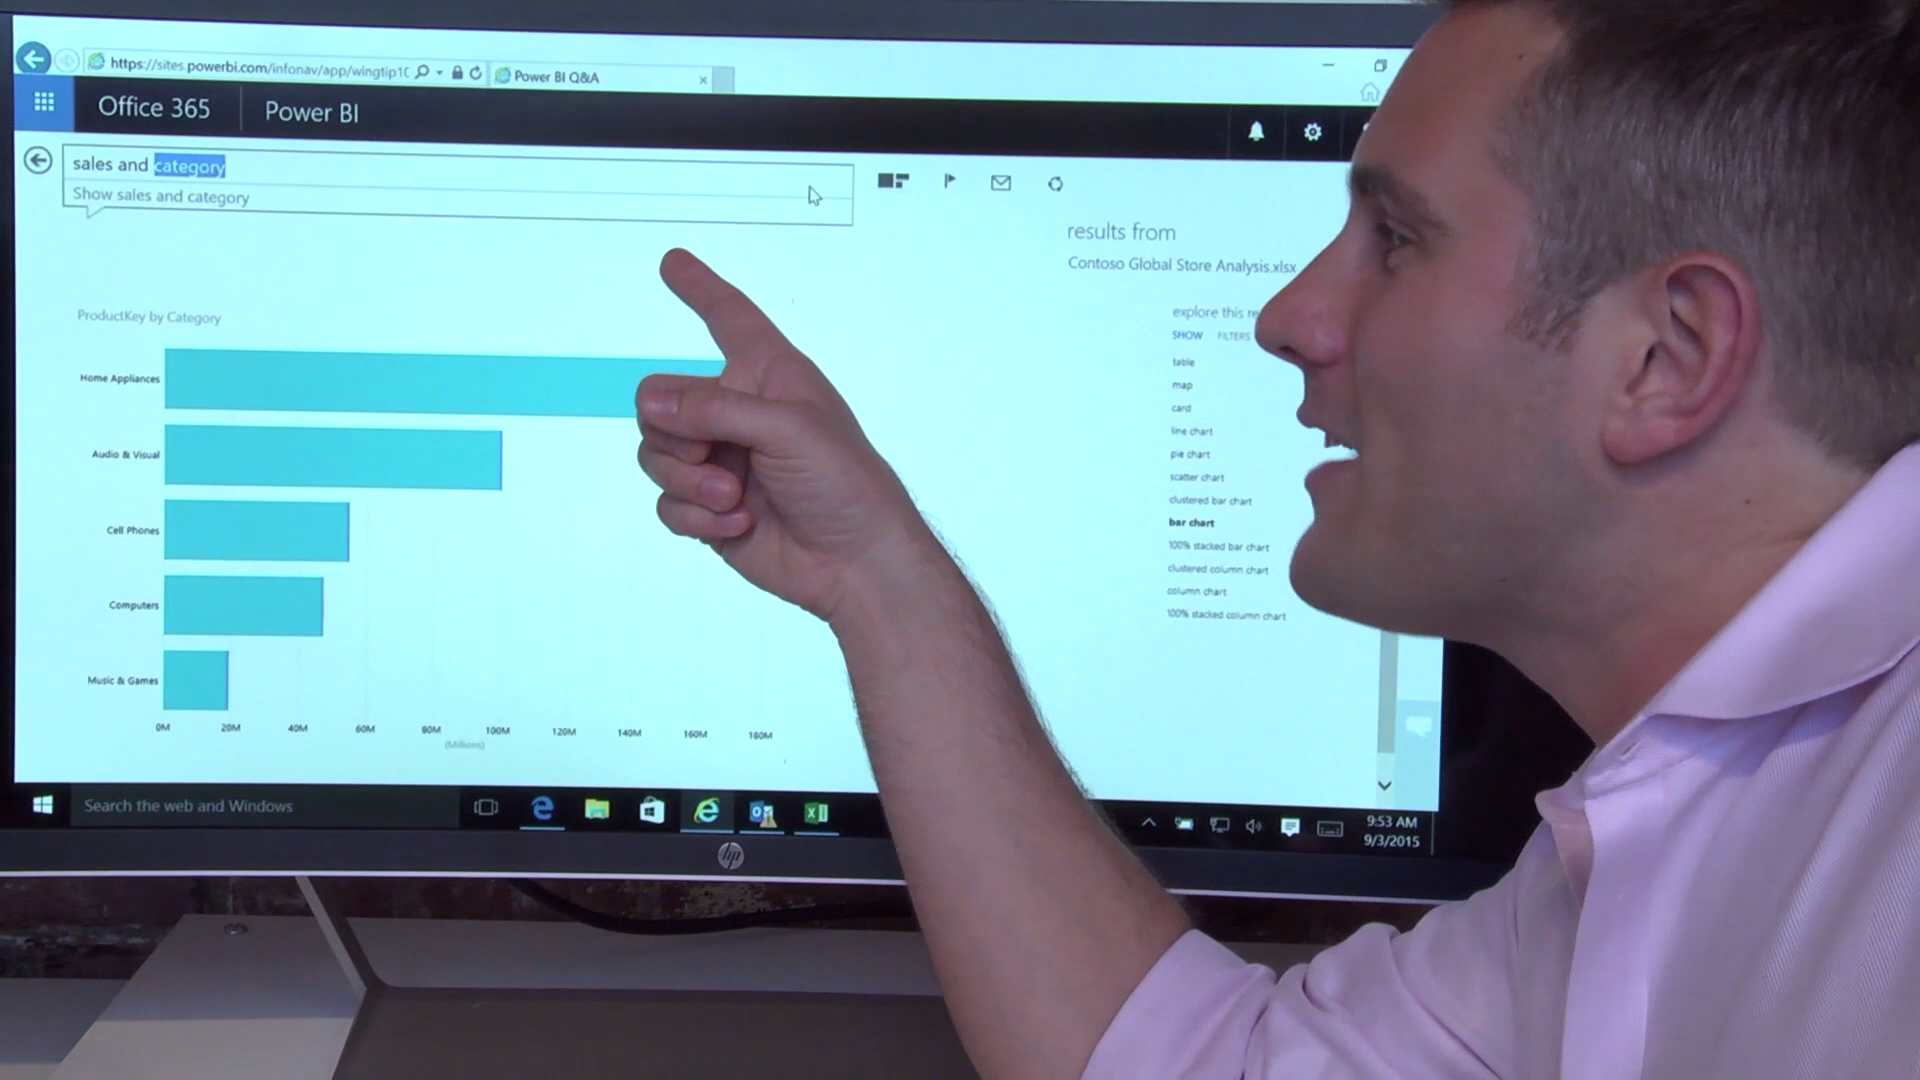 https://sites.powerbi.com/infonav/app/wingtip10
Power BI Q&A
Office 365
Power BI
sales and category
Show sales and category
results from
Contoso Global Store Analysis.xlsx
ProductKey by Category
explore this
SHOW FILTERS
table
map
card
line chart
pie chart
scatter chart
clustered bar chart
bar chart
100% stacked bar chart
clustered column chart
column chart
100% stacked column chart
Home Appliances
Audio & Visual
Cell Phones
Computers
Music & Games
0M 20M 40M 60M 80M 100M 120M 140M 160M 180M
(Millions)
Search the web and Windows
9:53 AM
9/3/2015
hp